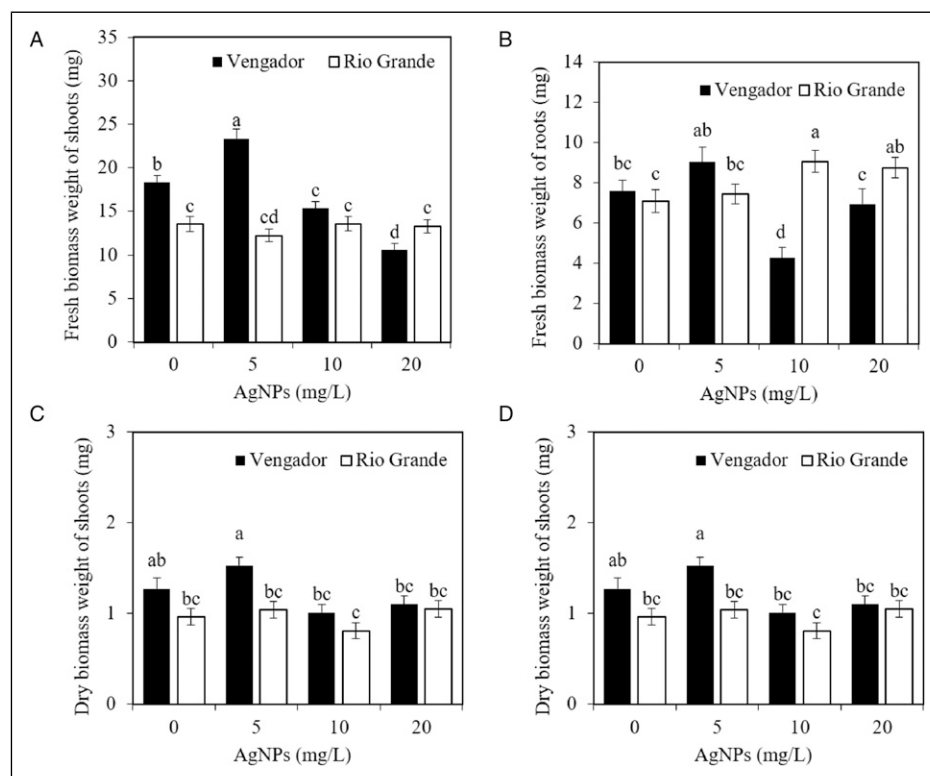 A
Fresh biomass weight of shoots (mg)
35
30
25
20
15
10
5
0
Vengador Rio Grande
b
c
a
cd
c
c
d
c
0 5 10 20
AgNPs (mg/L)
B
Fresh biomass weight of roots (mg)
14
12
10
8
6
4
2
0
Vengador Rio Grande
bc
c
ab
bc
d
a
c
ab
0 5 10 20
AgNPs (mg/L)
C
Dry biomass weight of shoots (mg)
3
2
1
0
Vengador Rio Grande
ab
bc
a
bc
bc
c
bc
bc
0 5 10 20
AgNPs (mg/L)
D
Dry biomass weight of shoots (mg)
3
2
1
0
Vengador Rio Grande
ab
bc
a
bc
bc
c
bc
bc
0 5 10 20
AgNPs (mg/L)